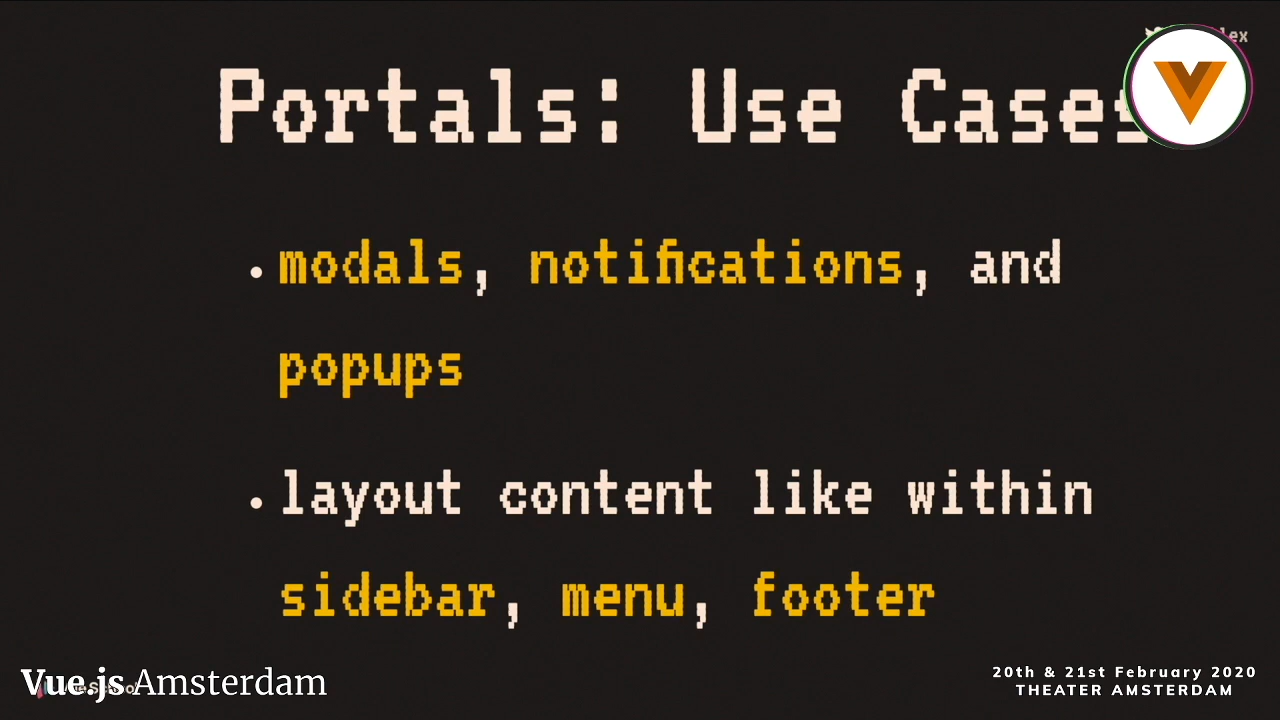 Portals: Use Cases
• modals, notifications, and
popups
• layout content like within
sidebar, menu, footer
Vue.js Amsterdam
20th & 21st February 2020
THEATER AMSTERDAM